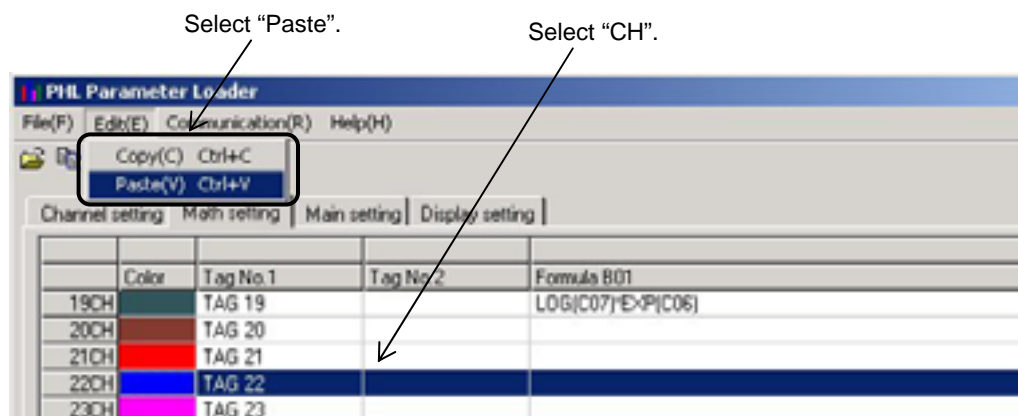 Select “Paste”.
Select “CH”.
PHL Parameter Loader
File(F) Edit(E) Communication(R) Help(H)
Copy(C) Ctrl+C
Paste(V) Ctrl+V
Channel setting Math setting Main setting Display setting
Color Tag No.1 Tag No.2 Formula B01
19CH TAG 19 LOG(C07)*EXP(C06)
20CH TAG 20
21CH TAG 21
22CH TAG 22
23CH TAG 23